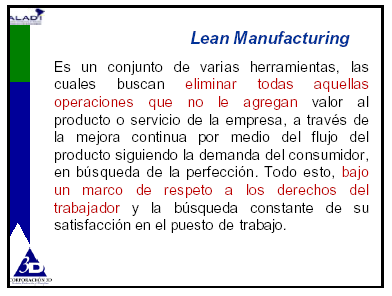 ALADI
Lean Manufacturing
Es un conjunto de varias herramientas, las
cuales buscan eliminar todas aquellas
operaciones que no le agregan valor al
producto o servicio de la empresa, a través de
la mejora continua por medio del flujo del
producto siguiendo la demanda del consumidor,
en búsqueda de la perfección. Todo esto, bajo
un marco de respeto a los derechos del
trabajador y la búsqueda constante de su
satisfacción en el puesto de trabajo.
3D
CORPORACION 3D